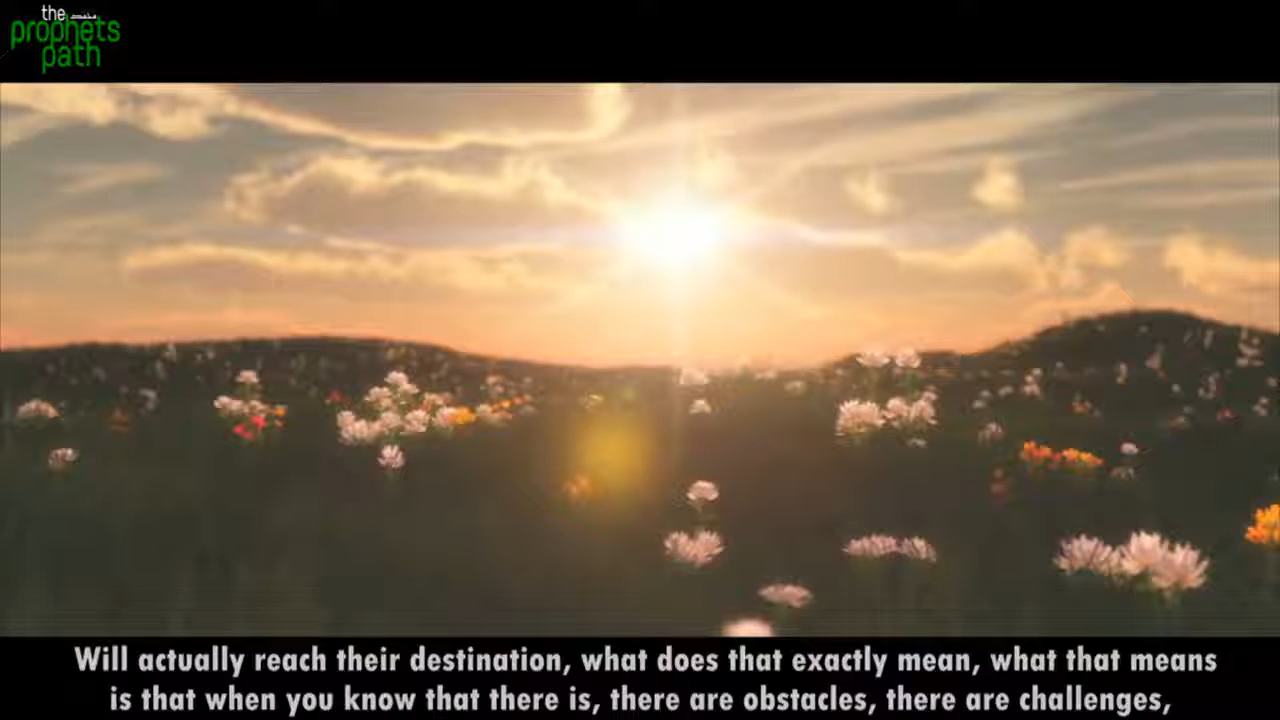 the
prophets
path
Will actually reach their destination, what does that exactly mean, what that means
is that when you know that there is, there are obstacles, there are challenges,